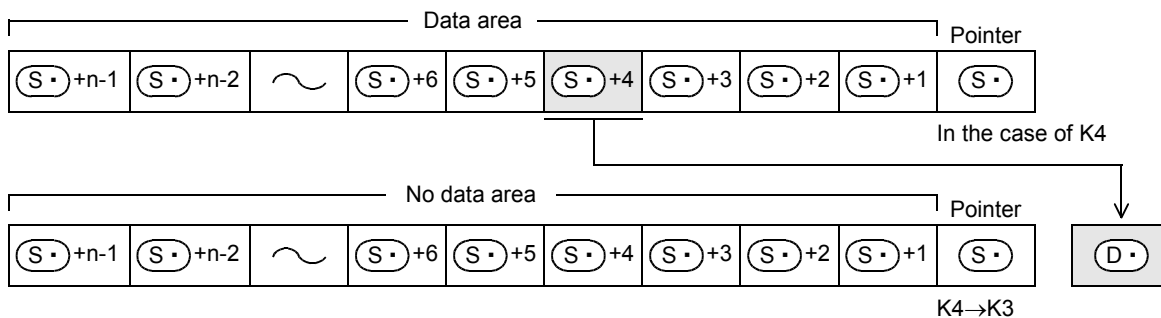 Data area
Pointer
S· +n-1 S· +n-2 S· +6 S· +5 S· +4 S· +3 S· +2 S· +1 S·
In the case of K4
No data area
Pointer
S· +n-1 S· +n-2 S· +6 S· +5 S· +4 S· +3 S· +2 S· +1 S· D·
K4→K3